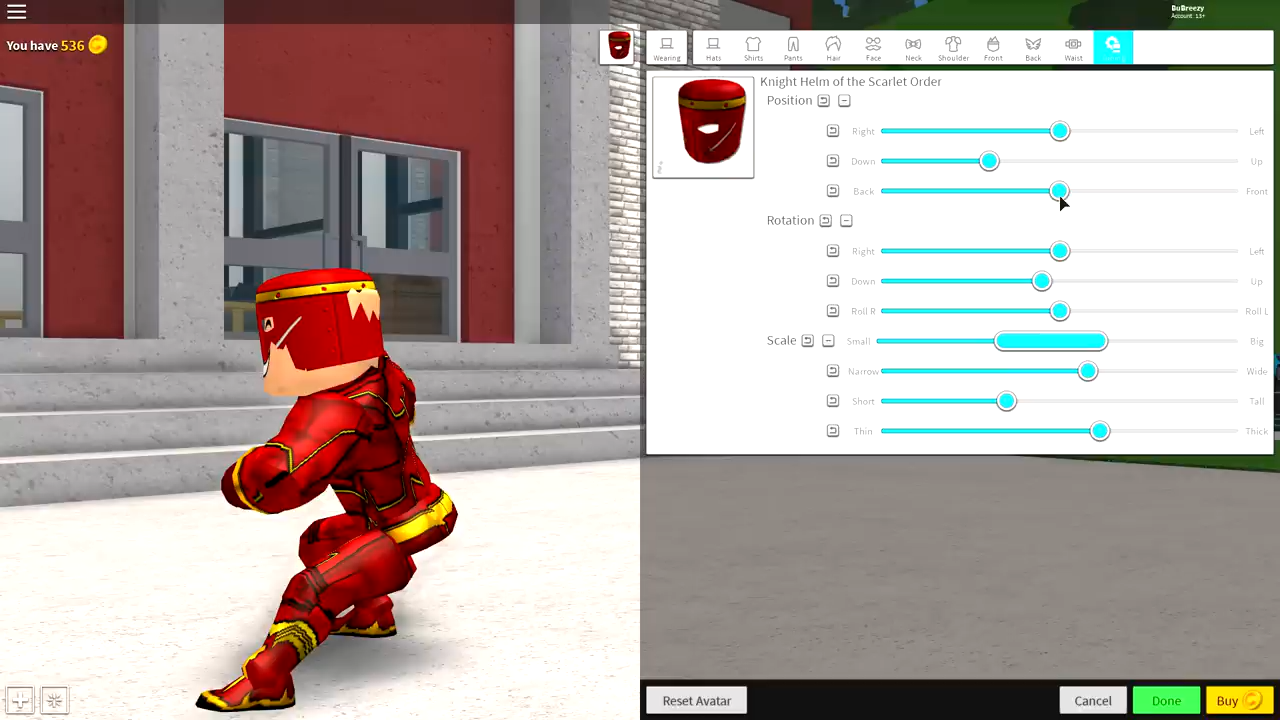 BuBreezy
Account: 13+
You have 536
Wearing
Hats
Shirts
Pants
Hair
Face
Neck
Shoulder
Front
Back
Waist
Knight Helm of the Scarlet Order
Position
Right Left
Down Up
Back Front
Rotation
Right Left
Down Up
Roll R Roll L
Scale Small Big
Narrow Wide
Short Tall
Thin Thick
Reset Avatar
Cancel
Done
Buy